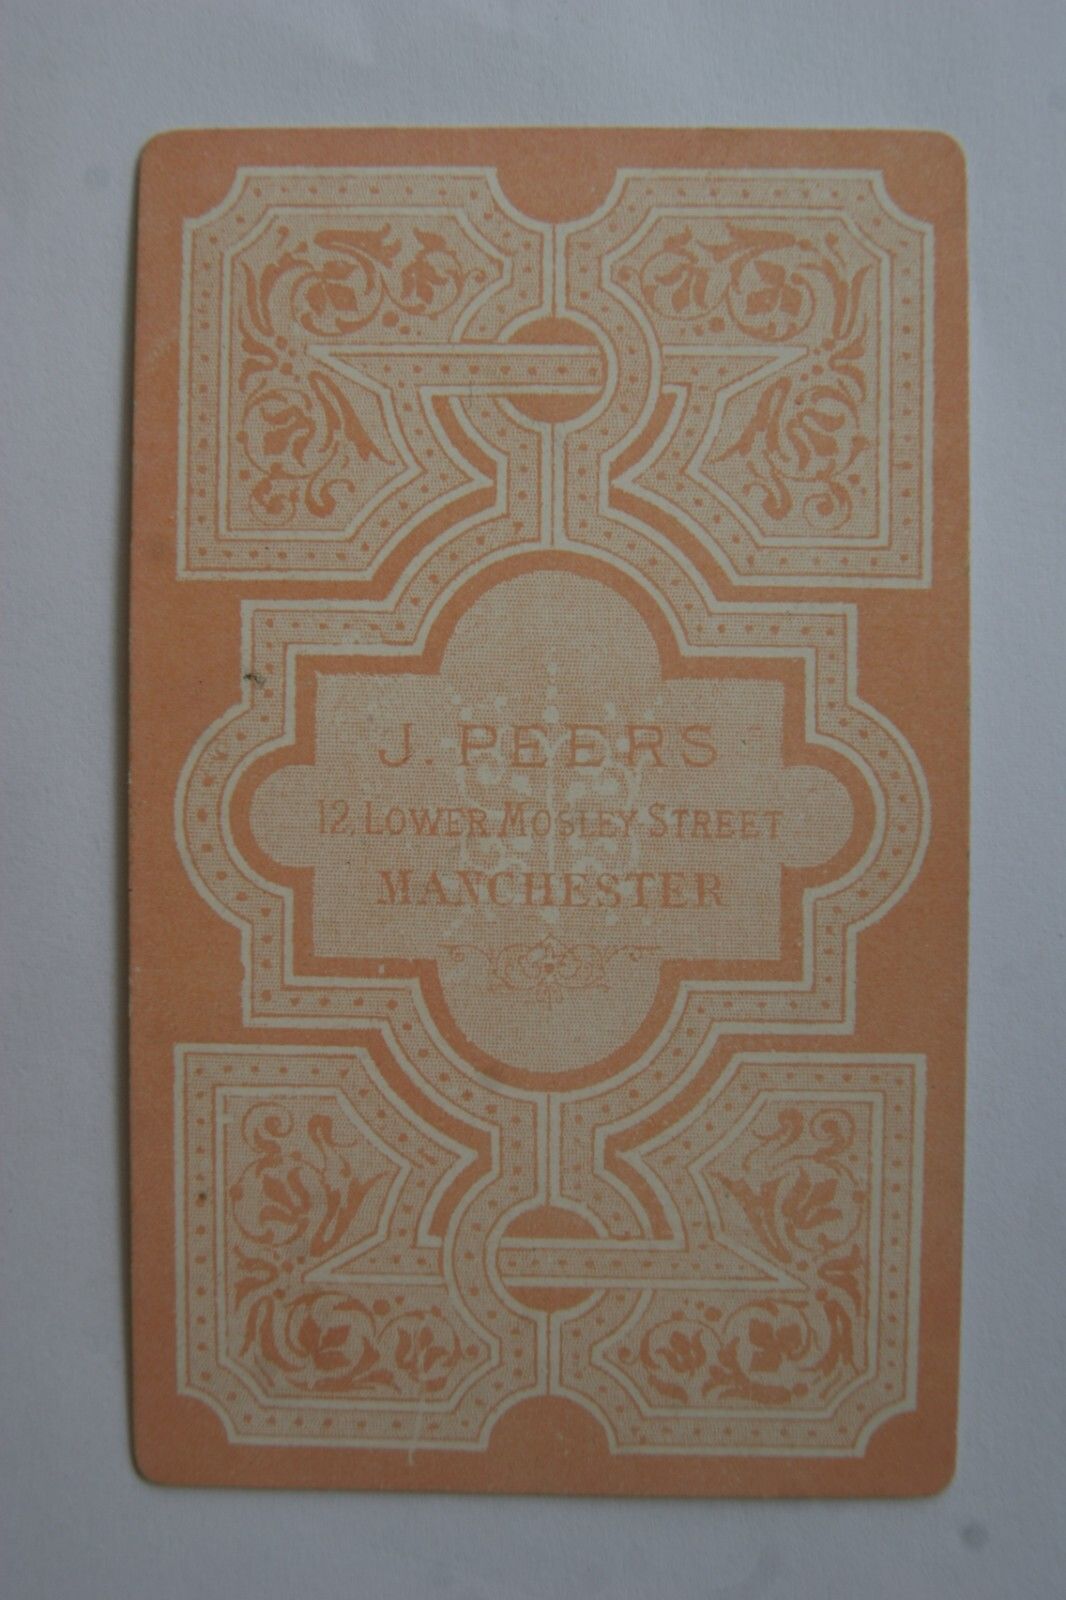 J. PEERS
12, LOWER MOSLEY STREET
MANCHESTER